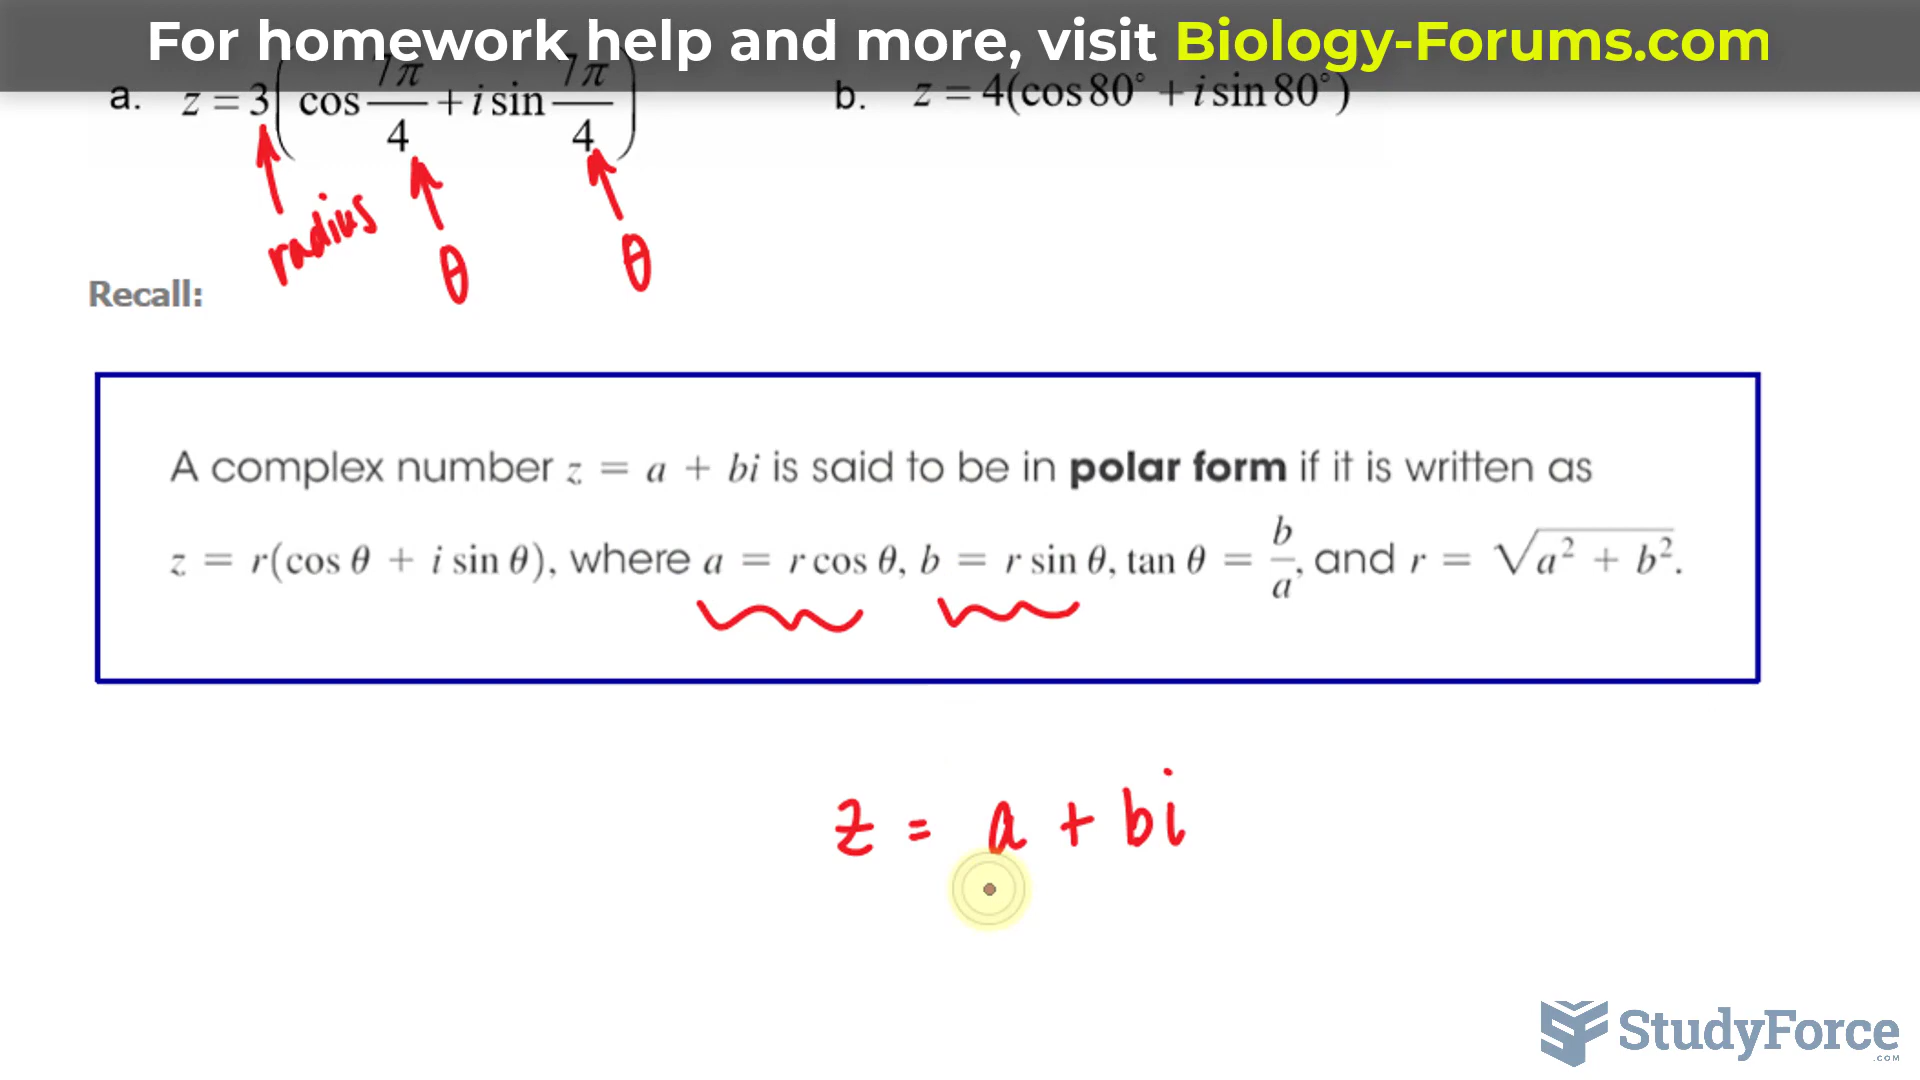 For homework help and more, visit Biology-Forums.com
a. z = 3(cos 7π/4 + i sin 7π/4) b. z = 4(cos 80° + i sin 80°)
radius θ θ
Recall:
A complex number z = a + bi is said to be in polar form if it is written as
z = r(cos θ + i sin θ), where a = r cos θ, b = r sin θ, tan θ = b/a, and r = √(a² + b²).
z = a + bi
StudyForce
.COM